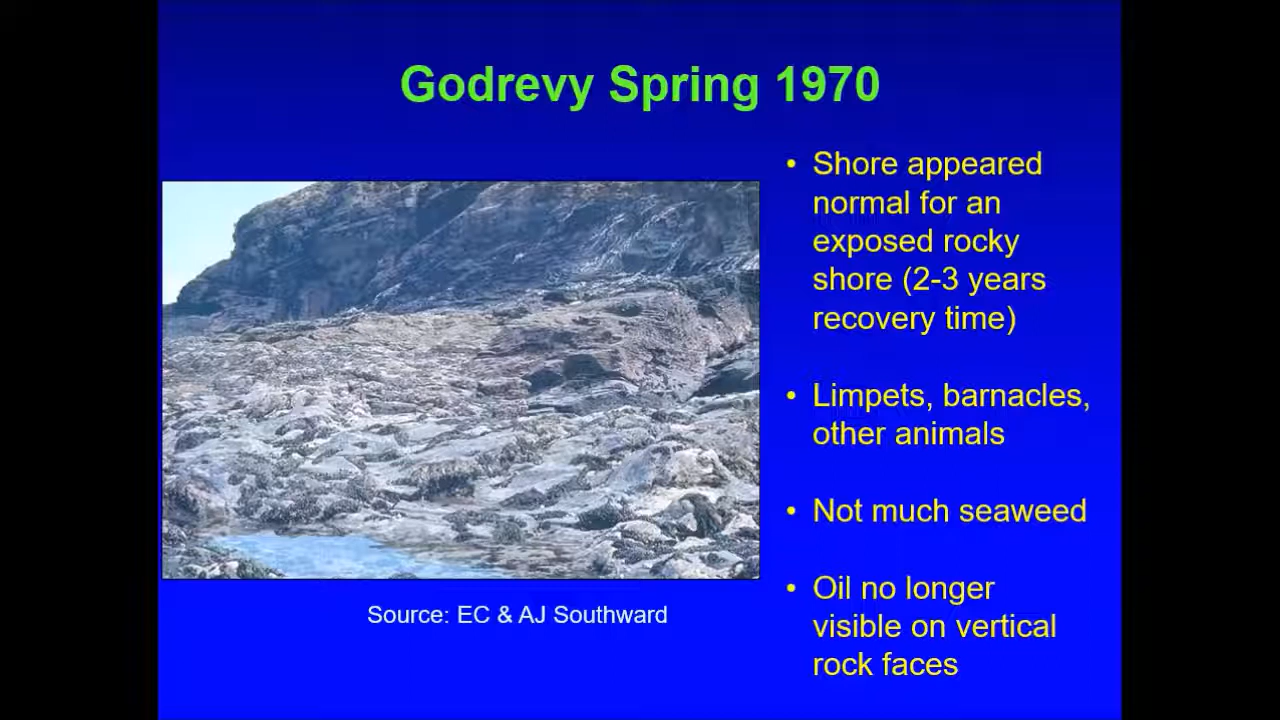 Godrevy Spring 1970
• Shore appeared
normal for an
exposed rocky
shore (2-3 years
recovery time)
• Limpets, barnacles,
other animals
• Not much seaweed
• Oil no longer
visible on vertical
rock faces
Source: EC & AJ Southward